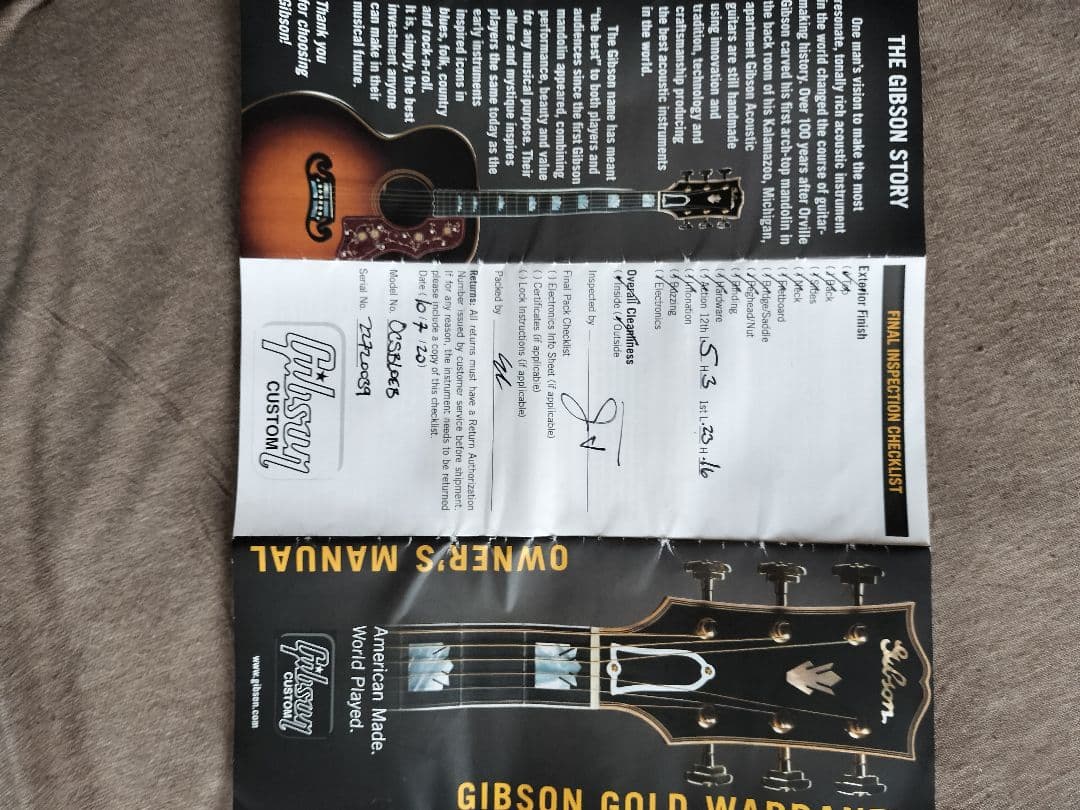 THE GIBSON STORY
One man's vision to make the most
resonate, tonally rich acoustic instrument
in the world changed the course of guitar-
making history. Over 100 years after Orville
Gibson carved his first arch-top mandolin in
the back room of his Kalamazoo, Michigan,
apartment Gibson Acoustic
guitars are still handmade
using innovation and
tradition, technology and
craftsmanship producing
the best acoustic instruments
in the world.
The Gibson name has meant
"the best" to both players and
audiences since the first Gibson
mandolin appeared, combining
performance, beauty and value
for any musical purpose. Their
allure and mystique inspires
players the same today as the
early instruments
inspired icons in
blues, folk, country
and rock-n-roll.
It is, simply, the best
investment anyone
can make in their
musical future.
Thank you
for choosing
Gibson!
Gibson
FINAL INSPECTION CHECKLIST
Exterior Finish
(✓) Top
(✓) Back
(✓) Sides
(✓) Neck
(✓) Fretboard
(✓) Bridge/Saddle
(✓) Peghead/Nut
(✓) Binding
(✓) Hardware
(✓) Action 12th L .5 H .3 1st L .23 H .16
(✓) Intonation
(✓) Buzzing
(✓) Electronics
Overall Cleanliness
(✓) Inside (✓) Outside
Inspected by
Final Pack Checklist
( ) Electronics Info Sheet (if applicable)
( ) Certificates (if applicable)
( ) Lock Instructions (if applicable)
Packed by
Returns: All returns must have a Return Authorization
Number issued by customer service before shipment.
If for any reason, the instrument needs to be returned
please include a copy of this checklist.
Date (10 / 7 / 20)
Model No. OCSBLOEB
Serial No. 22720039
Gibson
CUSTOM
OWNER'S MANUAL
Gibson
American Made.
World Played.
Gibson
CUSTOM
www.gibson.com
GIBSON GOLD